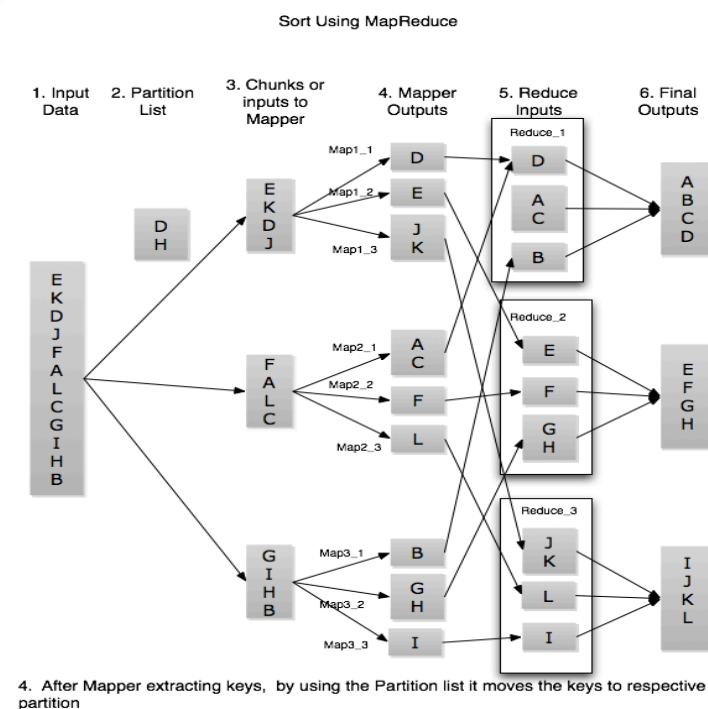 Sort Using MapReduce
1. Input
Data
2. Partition
List
3. Chunks or
inputs to
Mapper
4. Mapper
Outputs
5. Reduce
Inputs
6. Final
Outputs
E
K
D
J
F
A
L
C
G
I
H
B
D
H
E
K
D
J
F
A
L
C
G
I
H
B
Map1_1
Map1_2
Map1_3
Map2_1
Map2_2
Map2_3
Map3_1
Map3_2
Map3_3
D
E
J
K
A
C
F
L
B
G
H
I
Reduce_1
D
A
C
B
Reduce_2
E
F
G
H
Reduce_3
J
K
L
I
A
B
C
D
E
F
G
H
I
J
K
L
4. After Mapper extracting keys, by using the Partition list it moves the keys to respective
partition